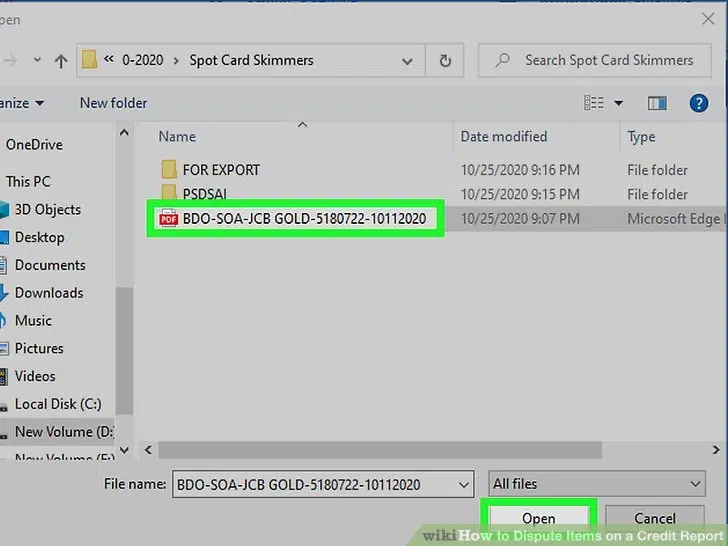 pen
« 0-2020 > Spot Card Skimmers
Search Spot Card Skimmers
anize
New folder
?
Name
Date modified
Type
OneDrive
This PC
3D Objects
Desktop
Documents
Downloads
Music
Pictures
Videos
Local Disk (C:)
New Volume (D:
New Volume (E:
FOR EXPORT 10/25/2020 9:16 PM File folder
PSDSAI 10/25/2020 9:15 PM File folder
PDF BDO-SOA-JCB GOLD-5180722-10112020 10/25/2020 9:07 PM Microsoft Edge
File name: BDO-SOA-JCB GOLD-5180722-10112020 All files
Open Cancel
wikiHow to Dispute Items on a Credit Report